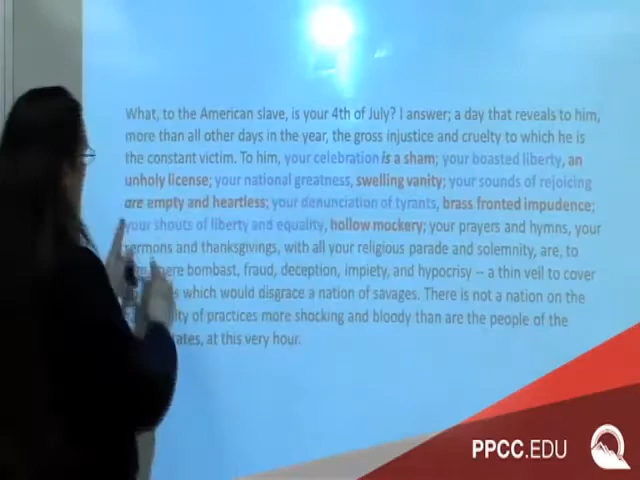 What, to the American slave, is your 4th of July? I answer; a day that reveals to him,
more than all other days in the year, the gross injustice and cruelty to which he is
the constant victim. To him, your celebration is a sham; your boasted liberty, an
unholy license; your national greatness, swelling vanity; your sounds of rejoicing
are empty and heartless; your denunciation of tyrants, brass fronted impudence;
your shouts of liberty and equality, hollow mockery; your prayers and hymns, your
sermons and thanksgivings, with all your religious parade and solemnity, are, to
bombast, fraud, deception, impiety, and hypocrisy – a thin veil to cover
which would disgrace a nation of savages. There is not a nation on the
of practices more shocking and bloody than are the people of the
at this very hour.
PPCC.EDU